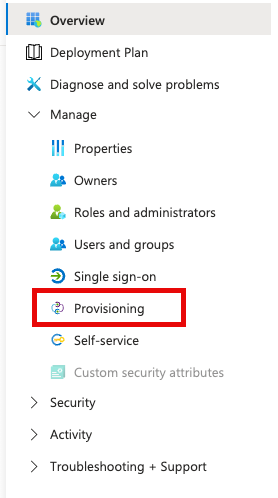 Overview
Deployment Plan
Diagnose and solve problems
Manage
Properties
Owners
Roles and administrators
Users and groups
Single sign-on
Provisioning
Self-service
Custom security attributes
Security
Activity
Troubleshooting + Support